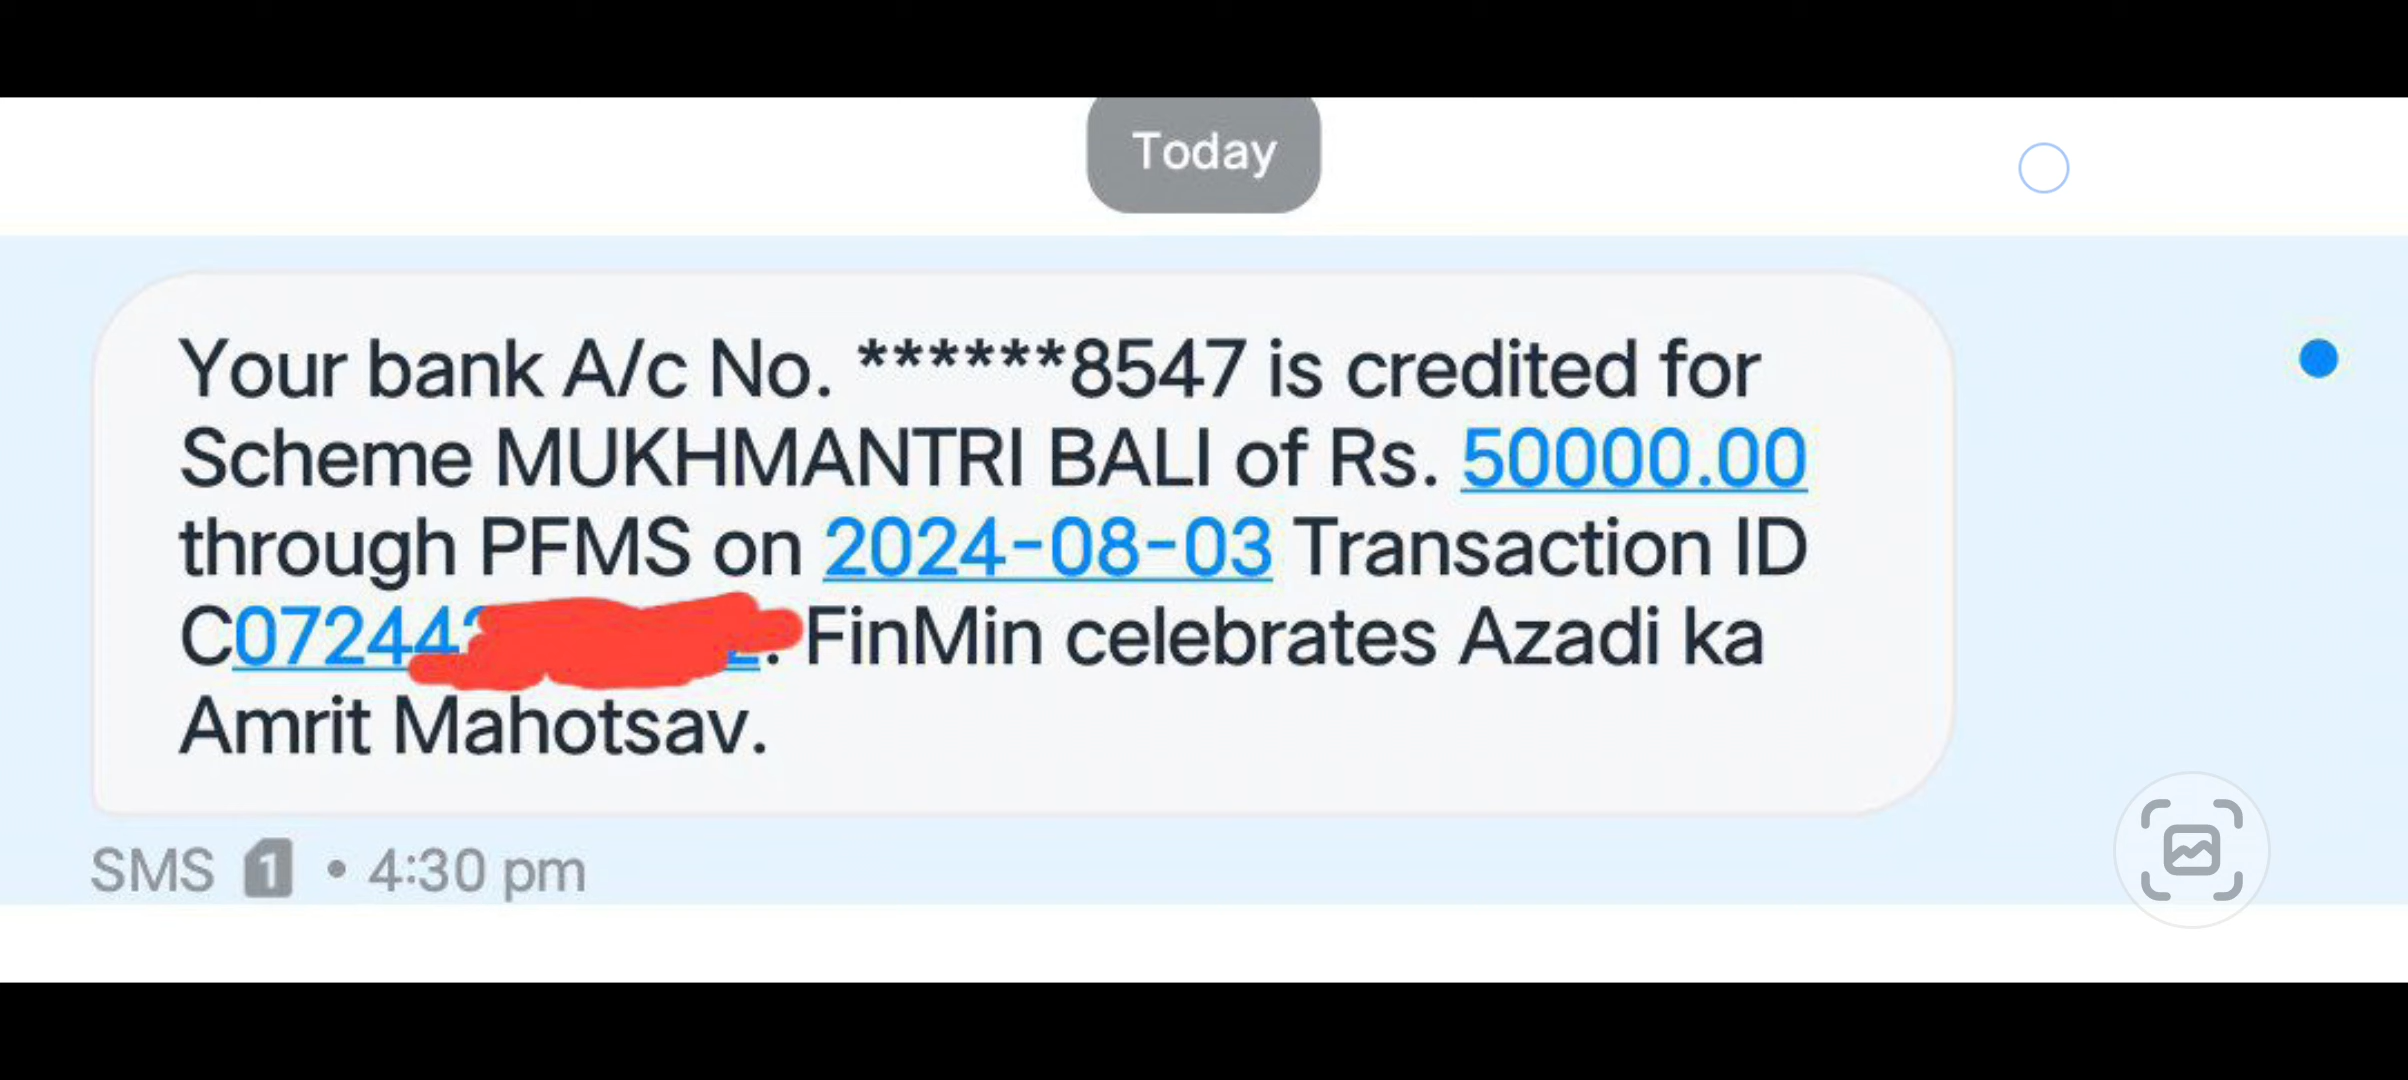 Today
Your bank A/c No. ******8547 is credited for
Scheme MUKHMANTRI BALI of Rs. 50000.00
through PFMS on 2024-08-03 Transaction ID
C07244 . FinMin celebrates Azadi ka
Amrit Mahotsav.
SMS 1 • 4:30 pm